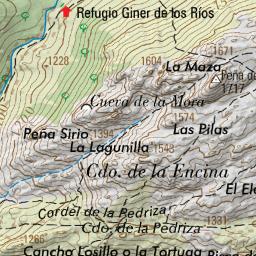 Refugio Giner de los Ríos
1671
1228
1604
La Maza
Peña de
1717
Cueva de la Mora
1574
Peña Sirio
1394
Las Pilas
La Lagunilla
1548
Cdo. de la Encina
El El
Cordel de la Pedriza
Cdo. de la Pedriza
1331
1265
Cancho Losillo o la Tortuga